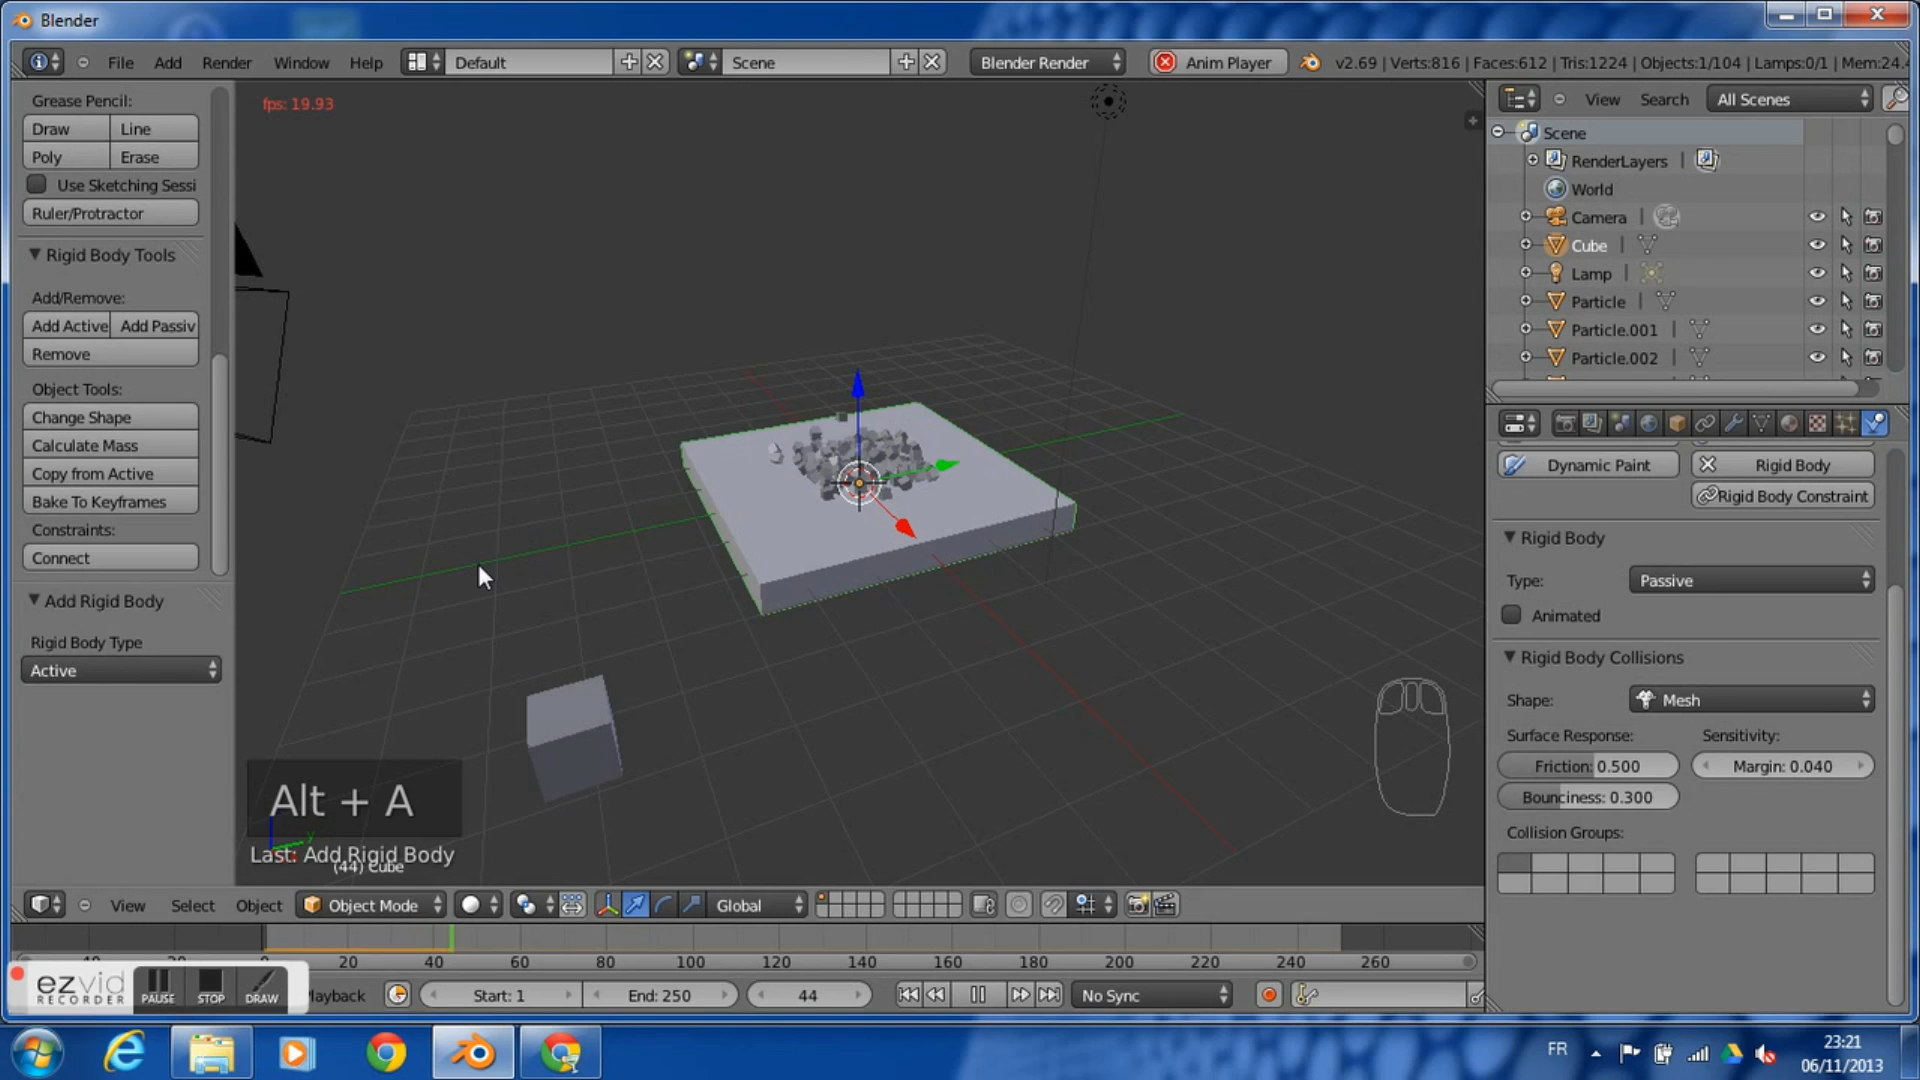 Blender
File Add Render Window Help Default Scene Blender Render Anim Player v2.69 | Verts:816 | Faces:612 | Tris:1224 | Objects:1/104 | Lamps:0/1 | Mem:24.
Grease Pencil:
Draw Line
Poly Erase
Use Sketching Sessi
Ruler/Protractor
Rigid Body Tools
Add/Remove:
Add Active Add Passiv
Remove
Object Tools:
Change Shape
Calculate Mass
Copy from Active
Bake To Keyframes
Constraints:
Connect
Add Rigid Body
Rigid Body Type
Active
fps: 19.93
Alt + A
Last: Add Rigid Body
(44) Cube
View Search All Scenes
Scene
RenderLayers
World
Camera
Cube
Lamp
Particle
Particle.001
Particle.002
Dynamic Paint Rigid Body
Rigid Body Constraint
Rigid Body
Type: Passive
Animated
Rigid Body Collisions
Shape: Mesh
Surface Response: Sensitivity:
Friction: 0.500 Margin: 0.040
Bounciness: 0.300
Collision Groups:
View Select Object Object Mode Global
20 40 60 80 100 120 140 160 180 200 220 240 260
Playback Start: 1 End: 250 44 No Sync
ezvid
RECORDER
PAUSE STOP DRAW
FR
23:21
06/11/2013